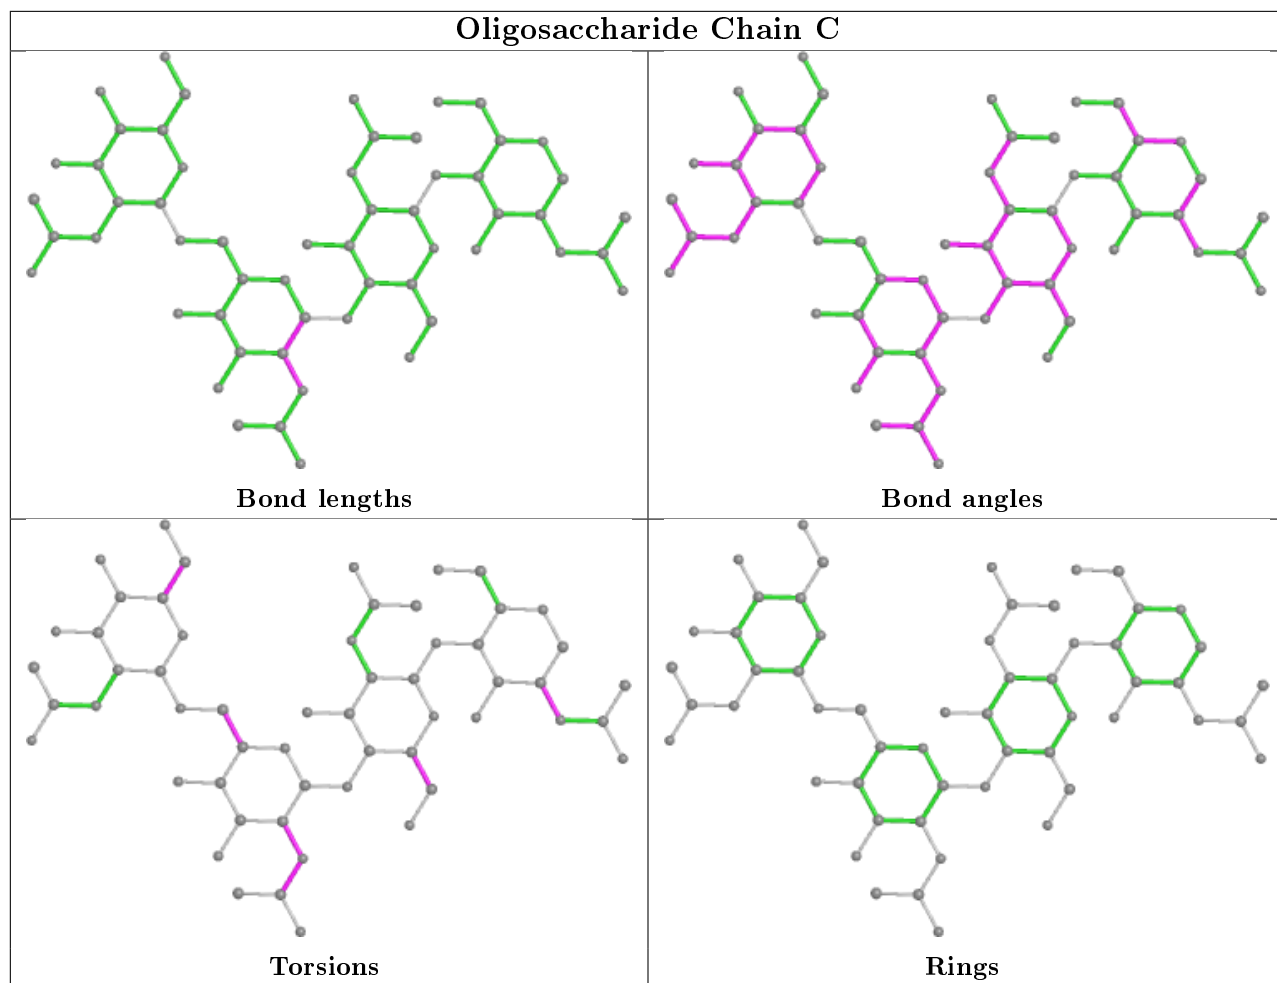 Oligosaccharide Chain C
Bond lengths
Bond angles
Torsions
Rings